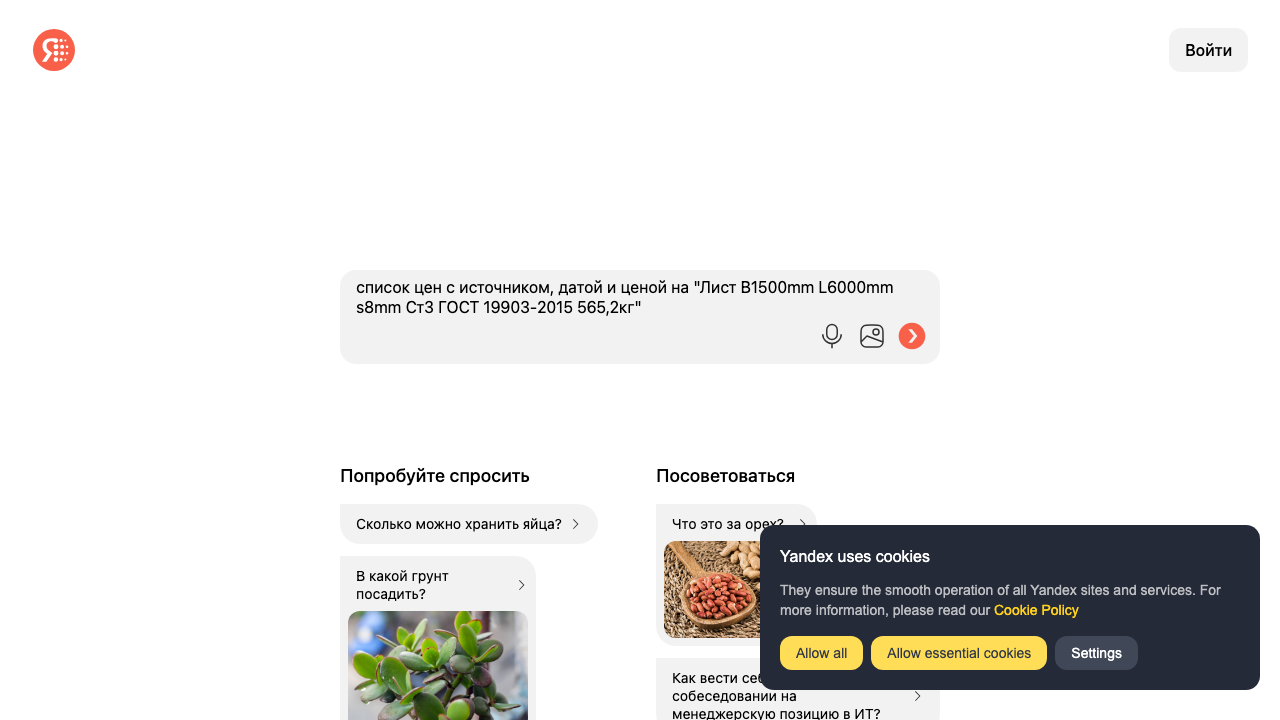 Я
Войти
список цен с источником, датой и ценой на "Лист B1500mm L6000mm
s8mm Ст3 ГОСТ 19903-2015 565,2кг"
Попробуйте спросить
Сколько можно хранить яйца?
В какой грунт
посадить?
Посоветоваться
Что это за орех?
Как вести себ
собеседовании на
менеджерскую позицию в ИТ?
Yandex uses cookies
They ensure the smooth operation of all Yandex sites and services. For
more information, please read our Cookie Policy
Allow all
Allow essential cookies
Settings